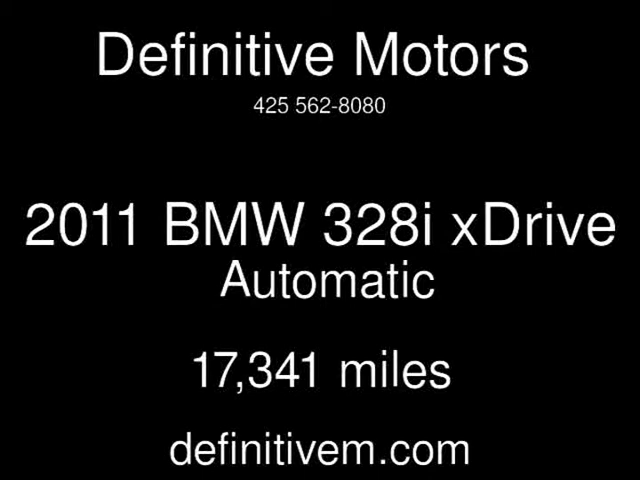 Definitive Motors
425 562-8080
2011 BMW 328i xDrive
Automatic
17,341 miles
definitivem.com